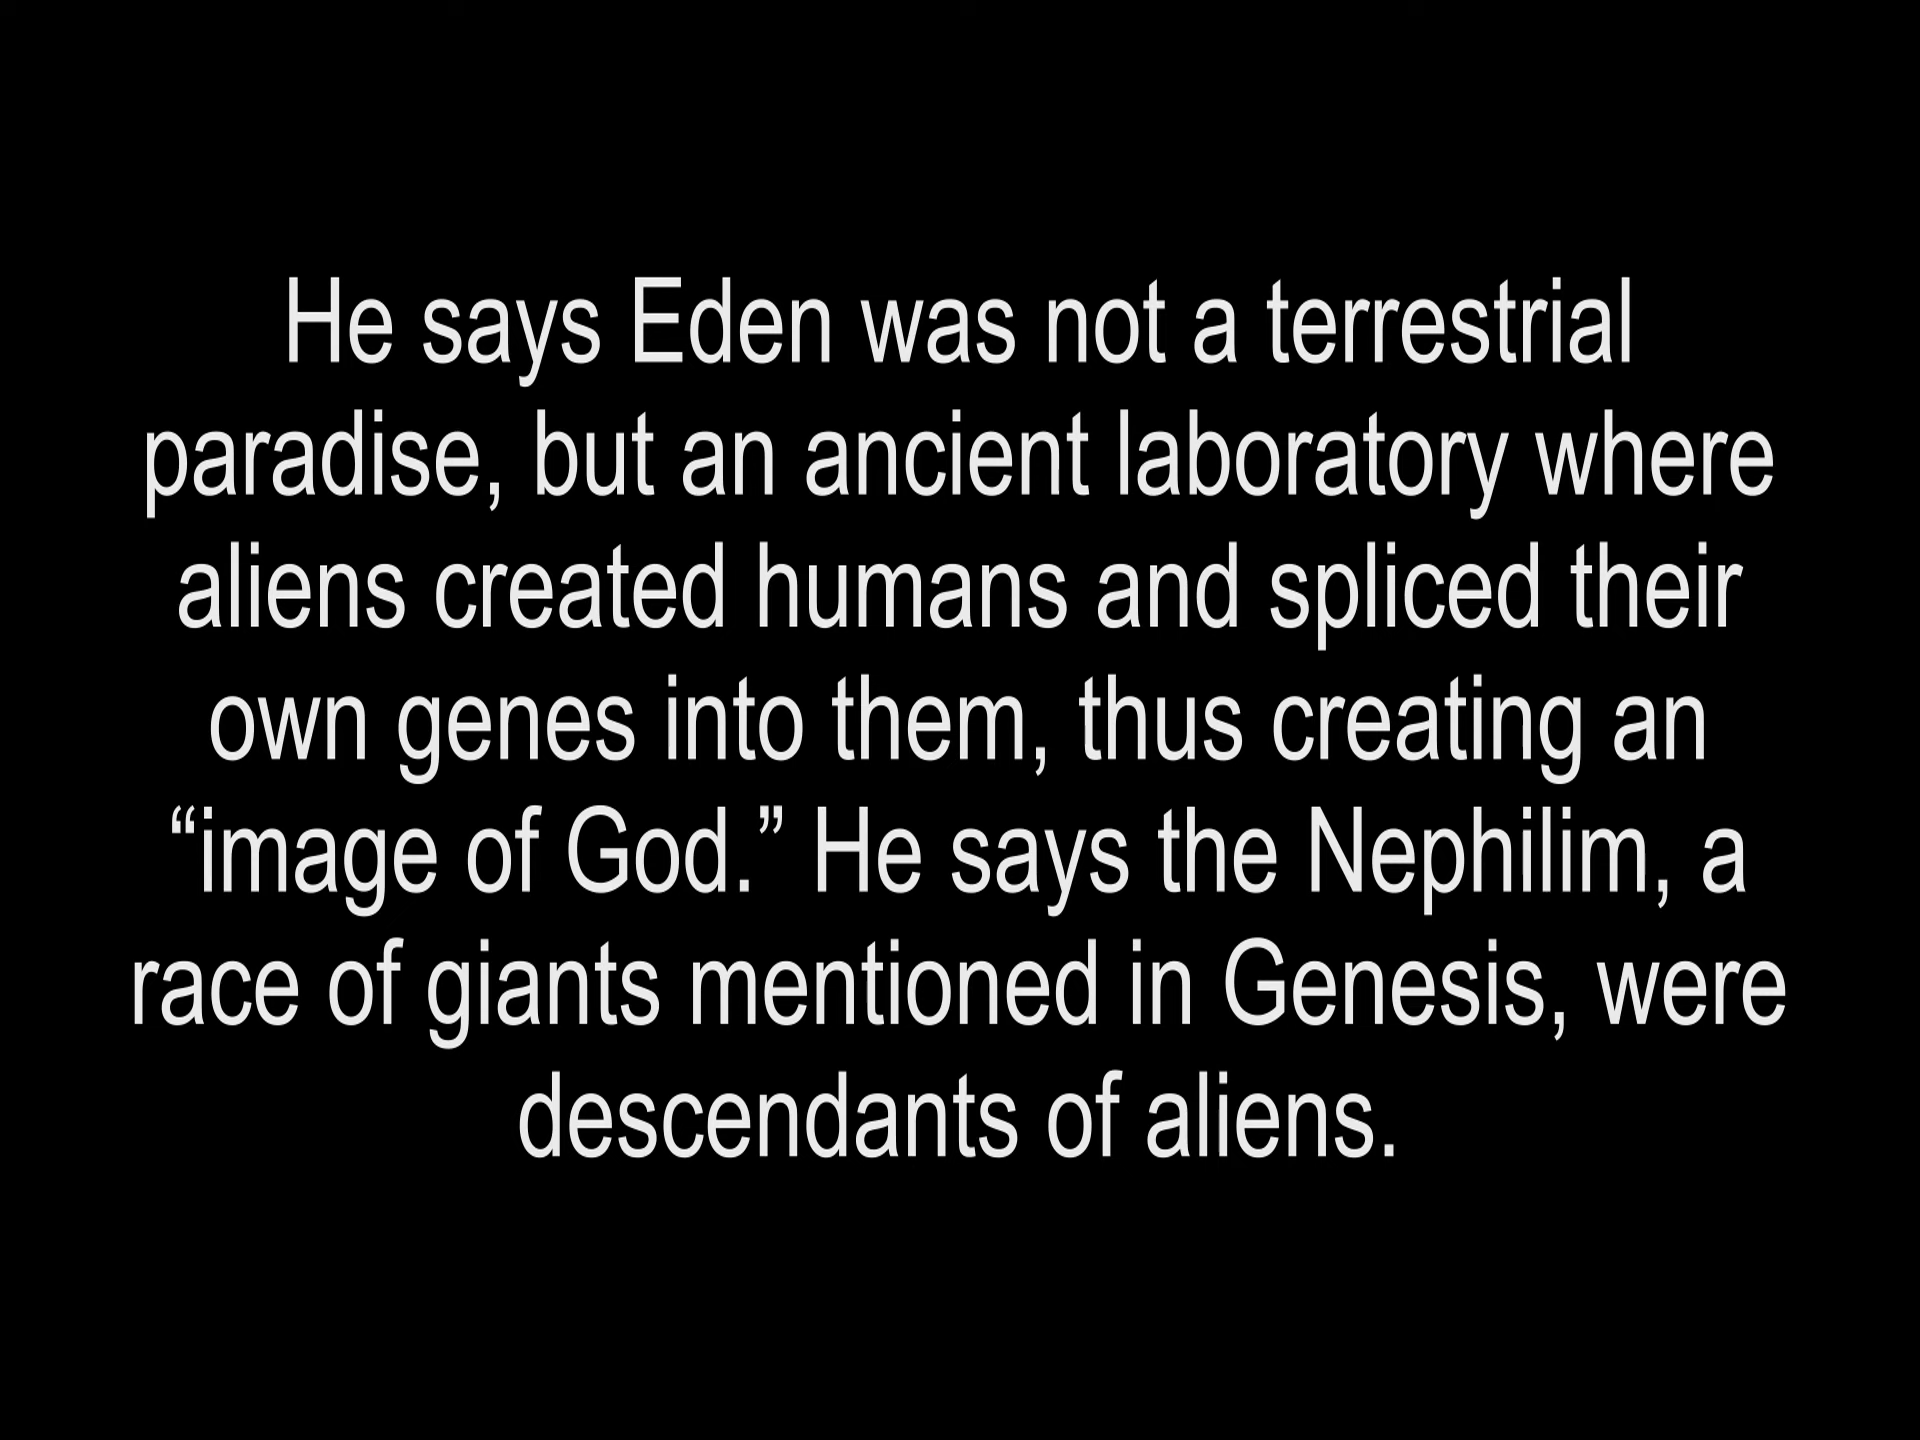 He says Eden was not a terrestrial
paradise, but an ancient laboratory where
aliens created humans and spliced their
own genes into them, thus creating an
“image of God.” He says the Nephilim, a
race of giants mentioned in Genesis, were
descendants of aliens.